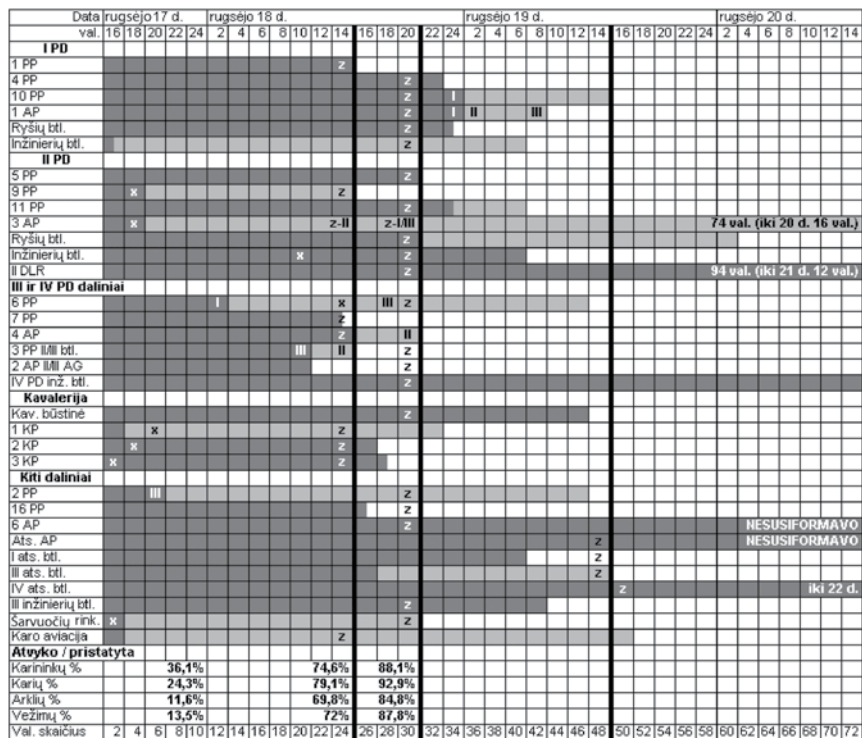 Data rugsėjo 17 d. rugsėjo 18 d. rugsėjo 19 d. rugsėjo 20 d.
val. 16 18 20 22 24 2 4 6 8 10 12 14 16 18 20 22 24 2 4 6 8 10 12 14 16 18 20 22 24 2 4 6 8 10 12 14
I PD
1 PP z
4 PP z
10 PP z I
1 AP z I II III
Ryšių btl. z
Inžinierių btl. z
II PD
5 PP z
9 PP x z
11 PP z
3 AP x z-II z-I/III 74 val. (iki 20 d. 16 val.)
Ryšių btl. z
Inžinierių btl. x z
II DLR z 94 val. (iki 21 d. 12 val.)
III ir IV PD daliniai
6 PP I x III z
7 PP z
4 AP z II
3 PP II/III btl. III II z
2 AP II/III AG z
IV PD inž. btl. z
Kavalerija
Kav. būstinė z
1 KP x z
2 KP x z
3 KP x z
Kiti daliniai
2 PP III z
16 PP z
6 AP z NESUSIFORMAVO
Ats. AP z NESUSIFORMAVO
I ats. btl. z
III ats. btl. z
IV ats. btl. z iki 22 d.
III inžinierių btl. z
Šarvuočių rink. x z
Karo aviacija z
Atvyko / pristatyta
Karininkų % 36,1% 74,6% 88,1%
Karių % 24,3% 79,1% 92,9%
Arklių % 11,6% 69,8% 84,8%
Vežimų % 13,5% 72% 87,8%
Val. skaičius 2 4 6 8 10 12 14 16 18 20 22 24 26 28 30 32 34 36 38 40 42 44 46 48 50 52 54 56 58 60 62 64 66 68 70 72